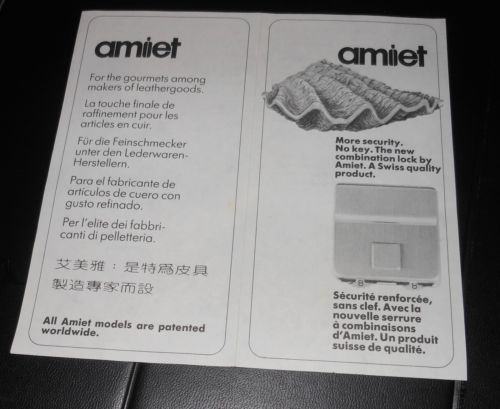 amiet
For the gourmets among
makers of leathergoods.
La touche finale de
raffinement pour les
articles en cuir.
Für die Feinschmecker
unter den Lederwaren-
Herstellern.
Para el fabricante de
artículos de cuero con
gusto refinado.
Per l'elite dei fabbri-
canti di pelletteria.
艾美雅：是特為皮具
製造專家而設
All Amiet models are patented
worldwide.
amiet
More security.
No key. The new
combination lock by
Amiet. A Swiss quality
product.
Sécurité renforcée,
sans clef. Avec la
nouvelle serrure
à combinaisons
d'Amiet. Un produit
suisse de qualité.